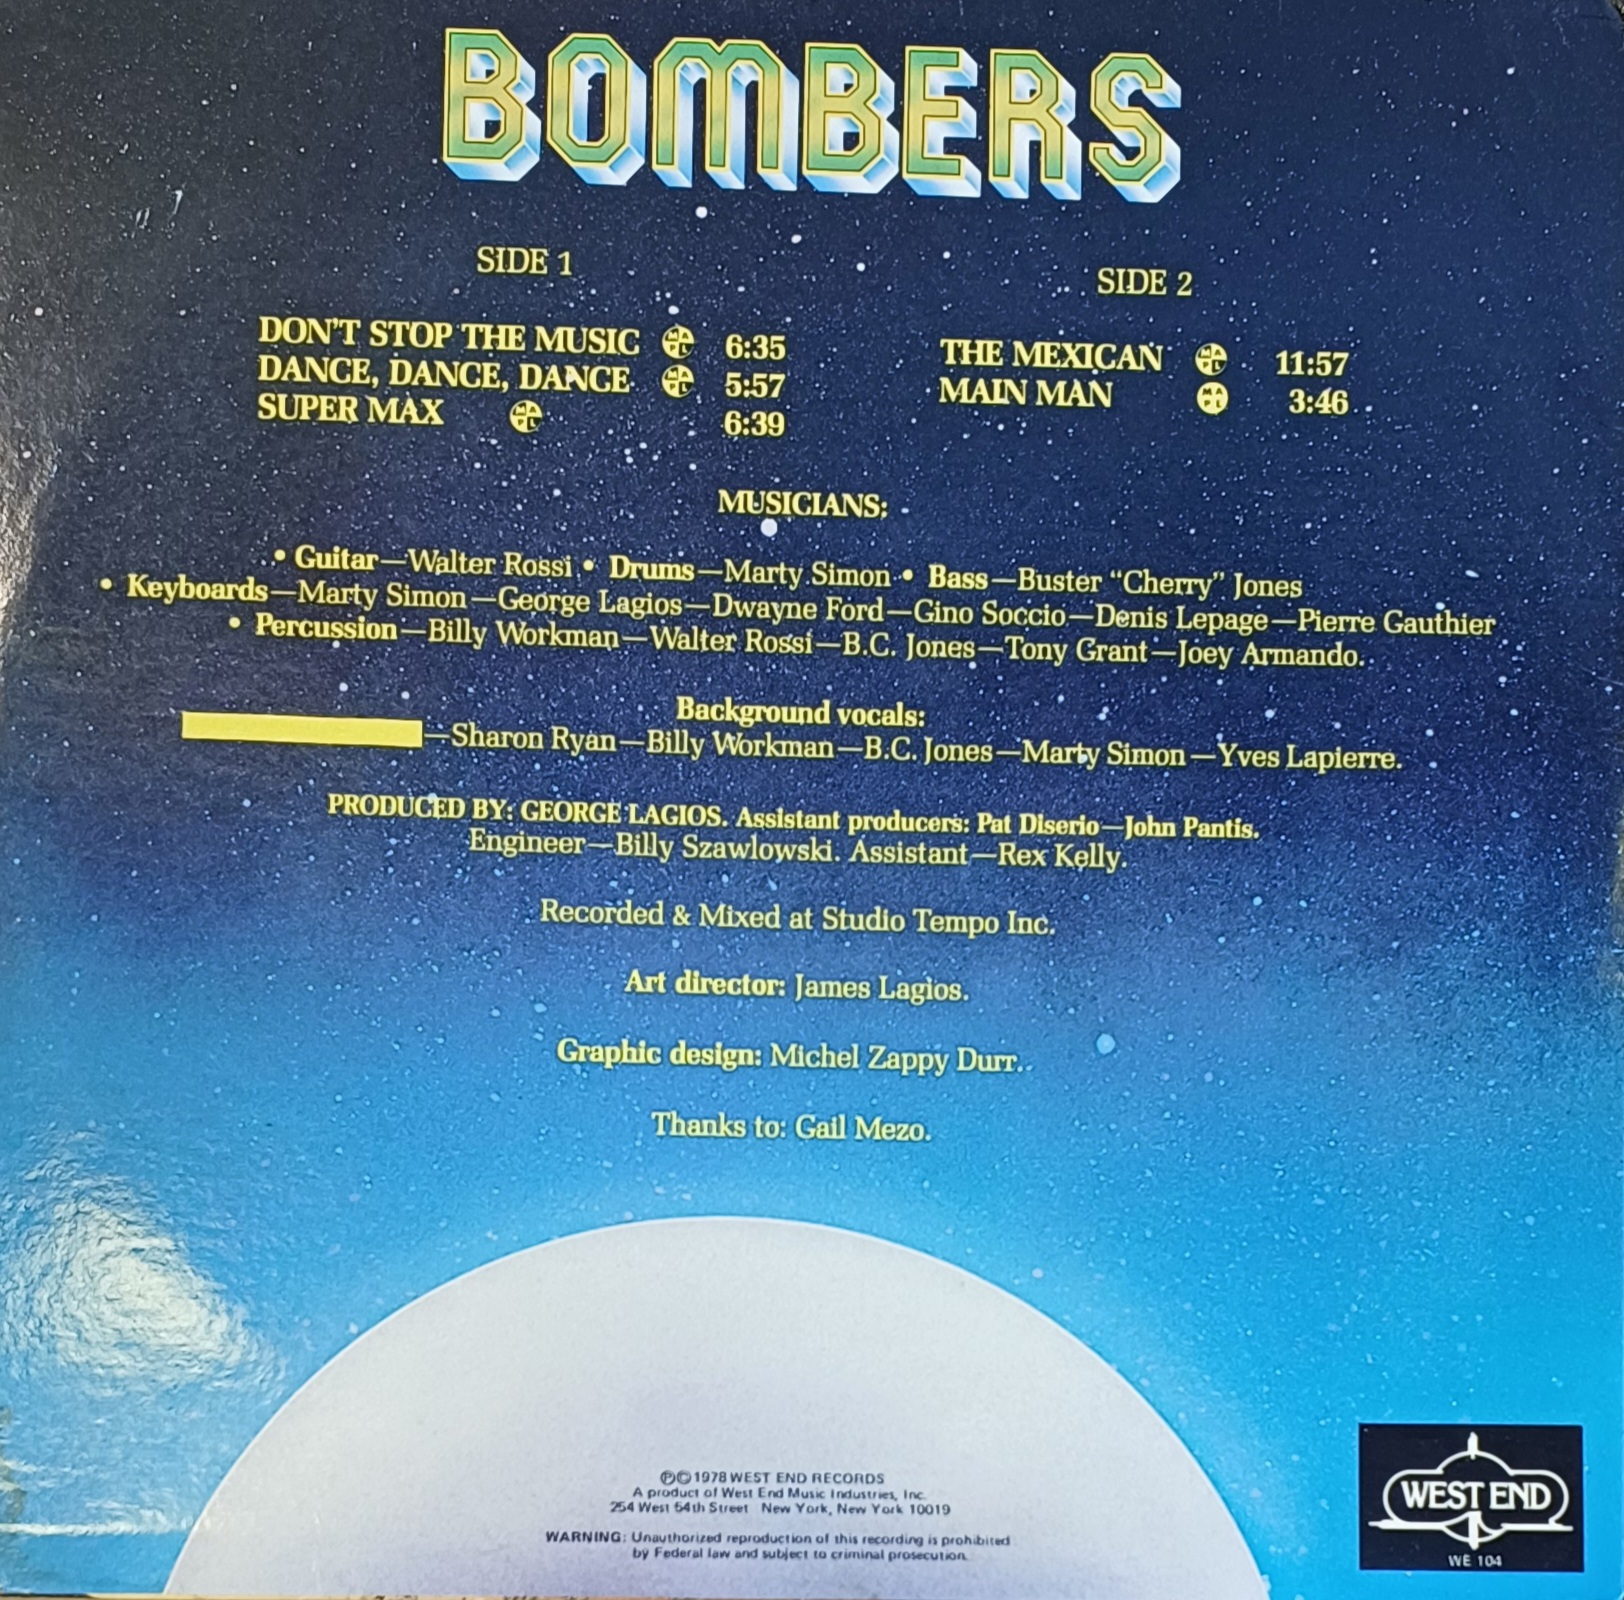 BOMBERS
SIDE 1
DON'T STOP THE MUSIC 6:35
DANCE, DANCE, DANCE 5:57
SUPER MAX 6:39
SIDE 2
THE MEXICAN 11:57
MAIN MAN 3:46
MUSICIANS:
• Guitar—Walter Rossi • Drums—Marty Simon • Bass—Buster “Cherry” Jones
• Keyboards—Marty Simon—George Lagios—Dwayne Ford—Gino Soccio—Denis Lepage—Pierre Gauthier
• Percussion—Billy Workman—Walter Rossi—B.C. Jones—Tony Grant—Joey Armando.
Background vocals:
—Sharon Ryan—Billy Workman—B.C. Jones—Marty Simon—Yves Lapierre.
PRODUCED BY: GEORGE LAGIOS. Assistant producers: Pat Diserio—John Pantis.
Engineer—Billy Szawlowski. Assistant—Rex Kelly.
Recorded & Mixed at Studio Tempo Inc.
Art director: James Lagios.
Graphic design: Michel Zappy Durr.
Thanks to: Gail Mezo.
℗©1978 WEST END RECORDS
A product of West End Music Industries, Inc.
254 West 54th Street New York, New York 10019
WARNING: Unauthorized reproduction of this recording is prohibited
by Federal law and subject to criminal prosecution.
WEST END
WE 104